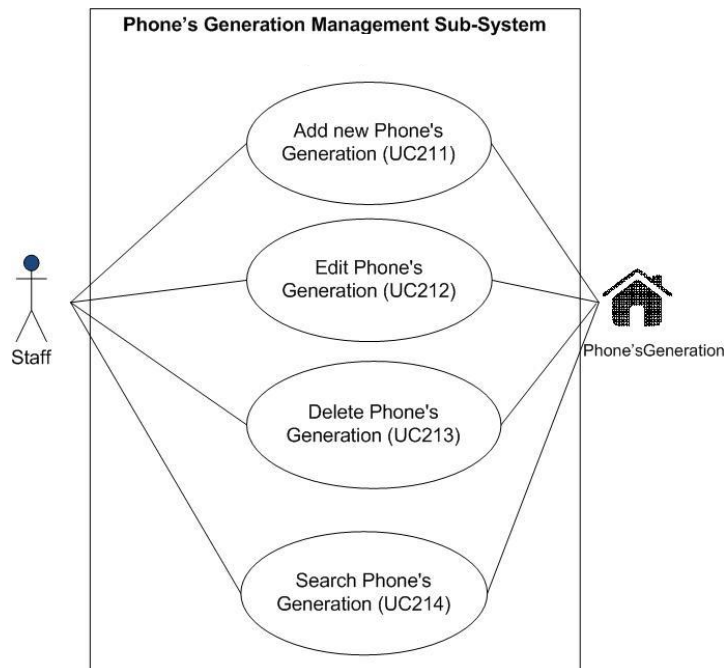 Phone's Generation Management Sub-System
Add new Phone's
Generation (UC211)
Edit Phone's
Generation (UC212)
Staff
Phone'sGeneration
Delete Phone's
Generation (UC213)
Search Phone's
Generation (UC214)